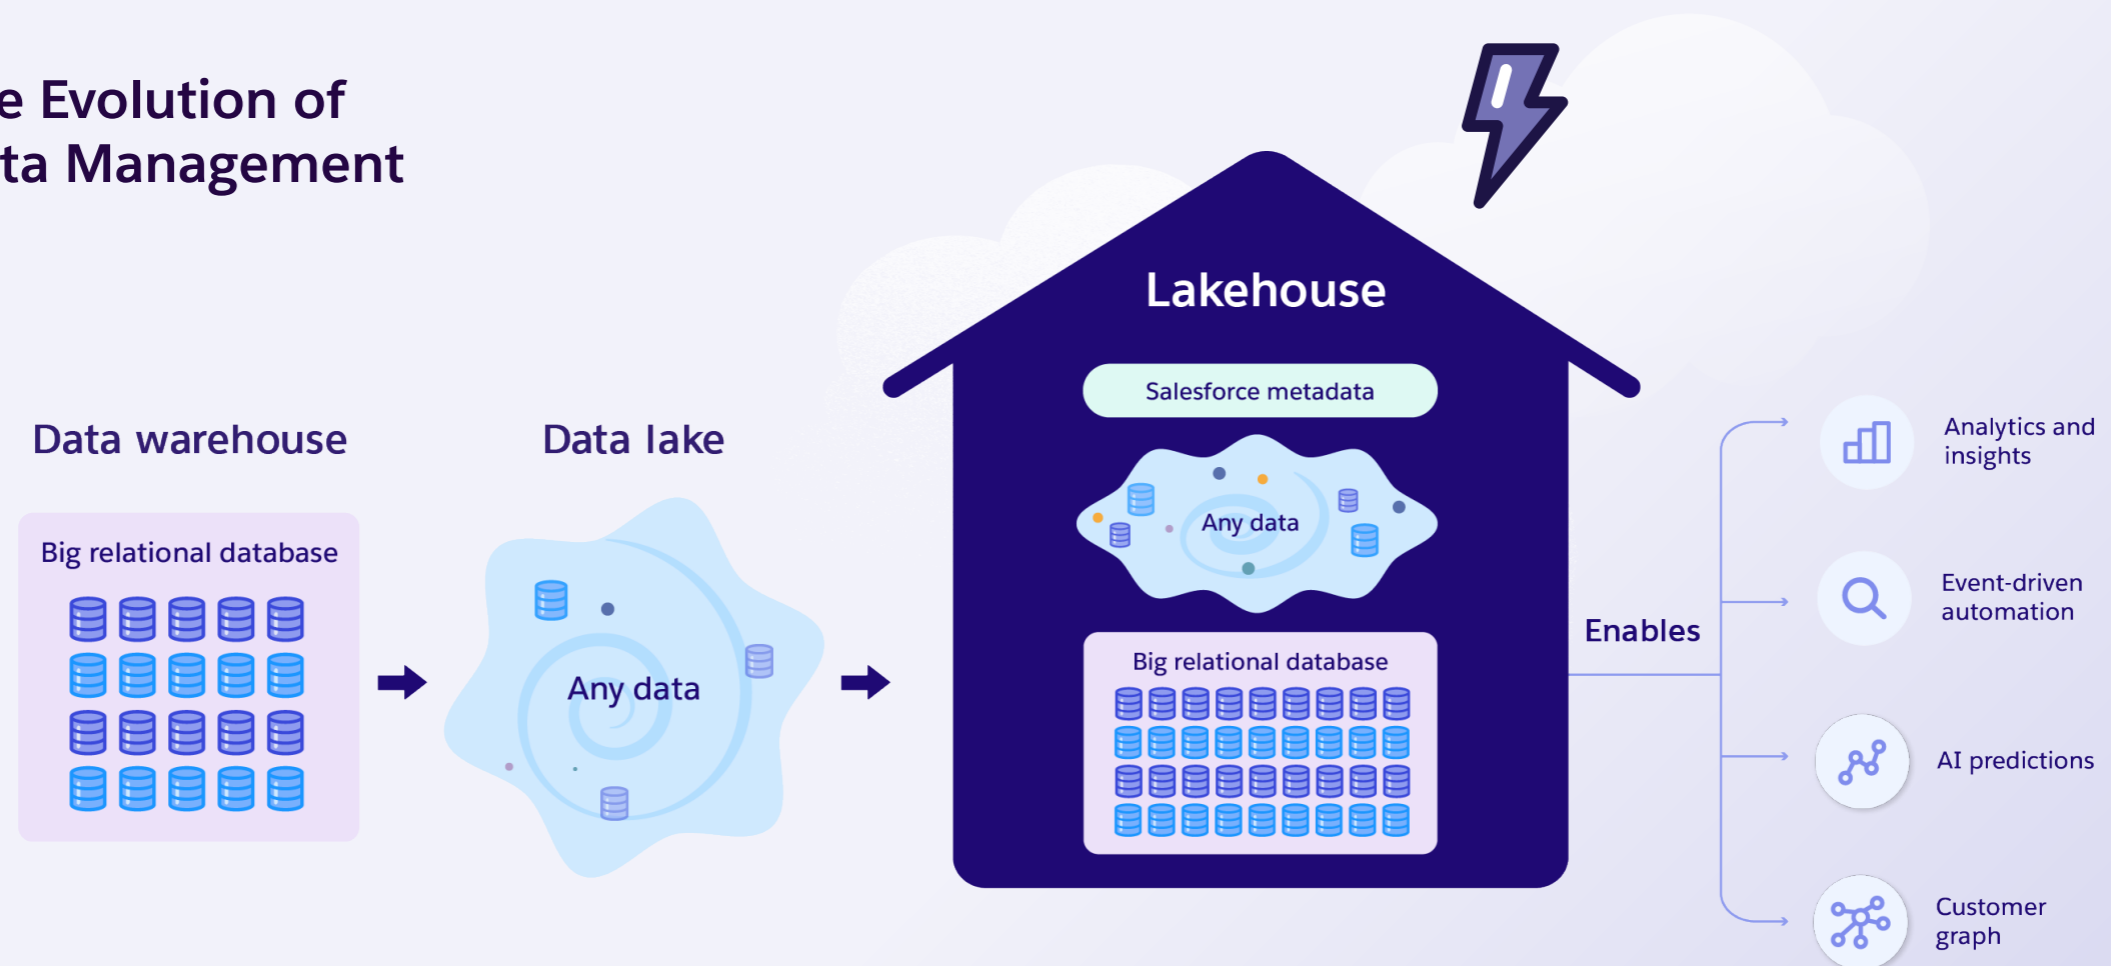 e Evolution of
ta Management
Data warehouse
Big relational database
Data lake
Any data
Lakehouse
Salesforce metadata
Any data
Big relational database
Enables
Analytics and
insights
Event-driven
automation
AI predictions
Customer
graph